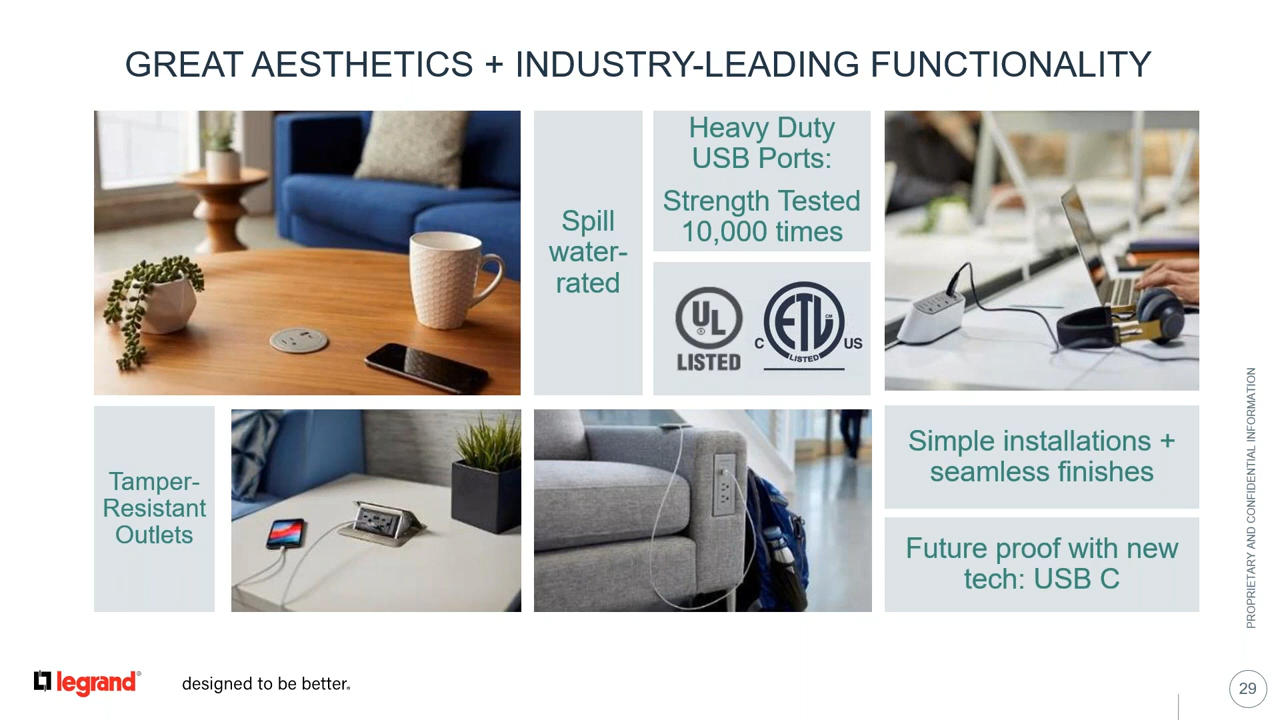 GREAT AESTHETICS + INDUSTRY-LEADING FUNCTIONALITY
Spill
water-
rated
Heavy Duty
USB Ports:
Strength Tested
10,000 times
UL
®
LISTED
C
ETL
CM
LISTED
US
Tamper-
Resistant
Outlets
Simple installations +
seamless finishes
Future proof with new
tech: USB C
PROPRIETARY AND CONFIDENTIAL INFORMATION
legrand®
designed to be better.
29